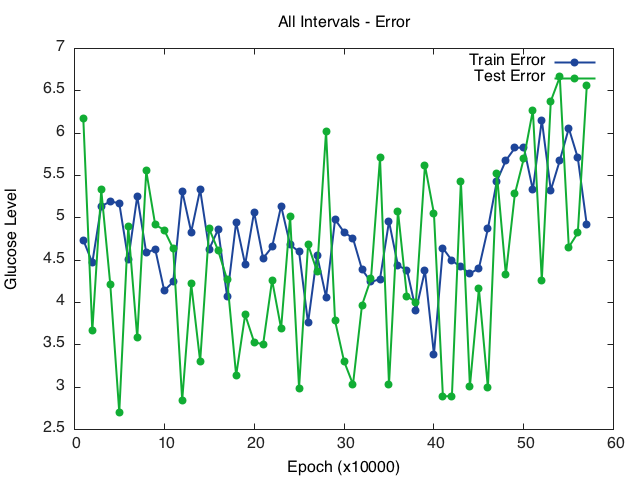 All Intervals - Error
Train Error
Test Error
7
6.5
6
5.5
5
4.5
4
3.5
3
2.5
Glucose Level
0 10 20 30 40 50 60
Epoch (x10000)